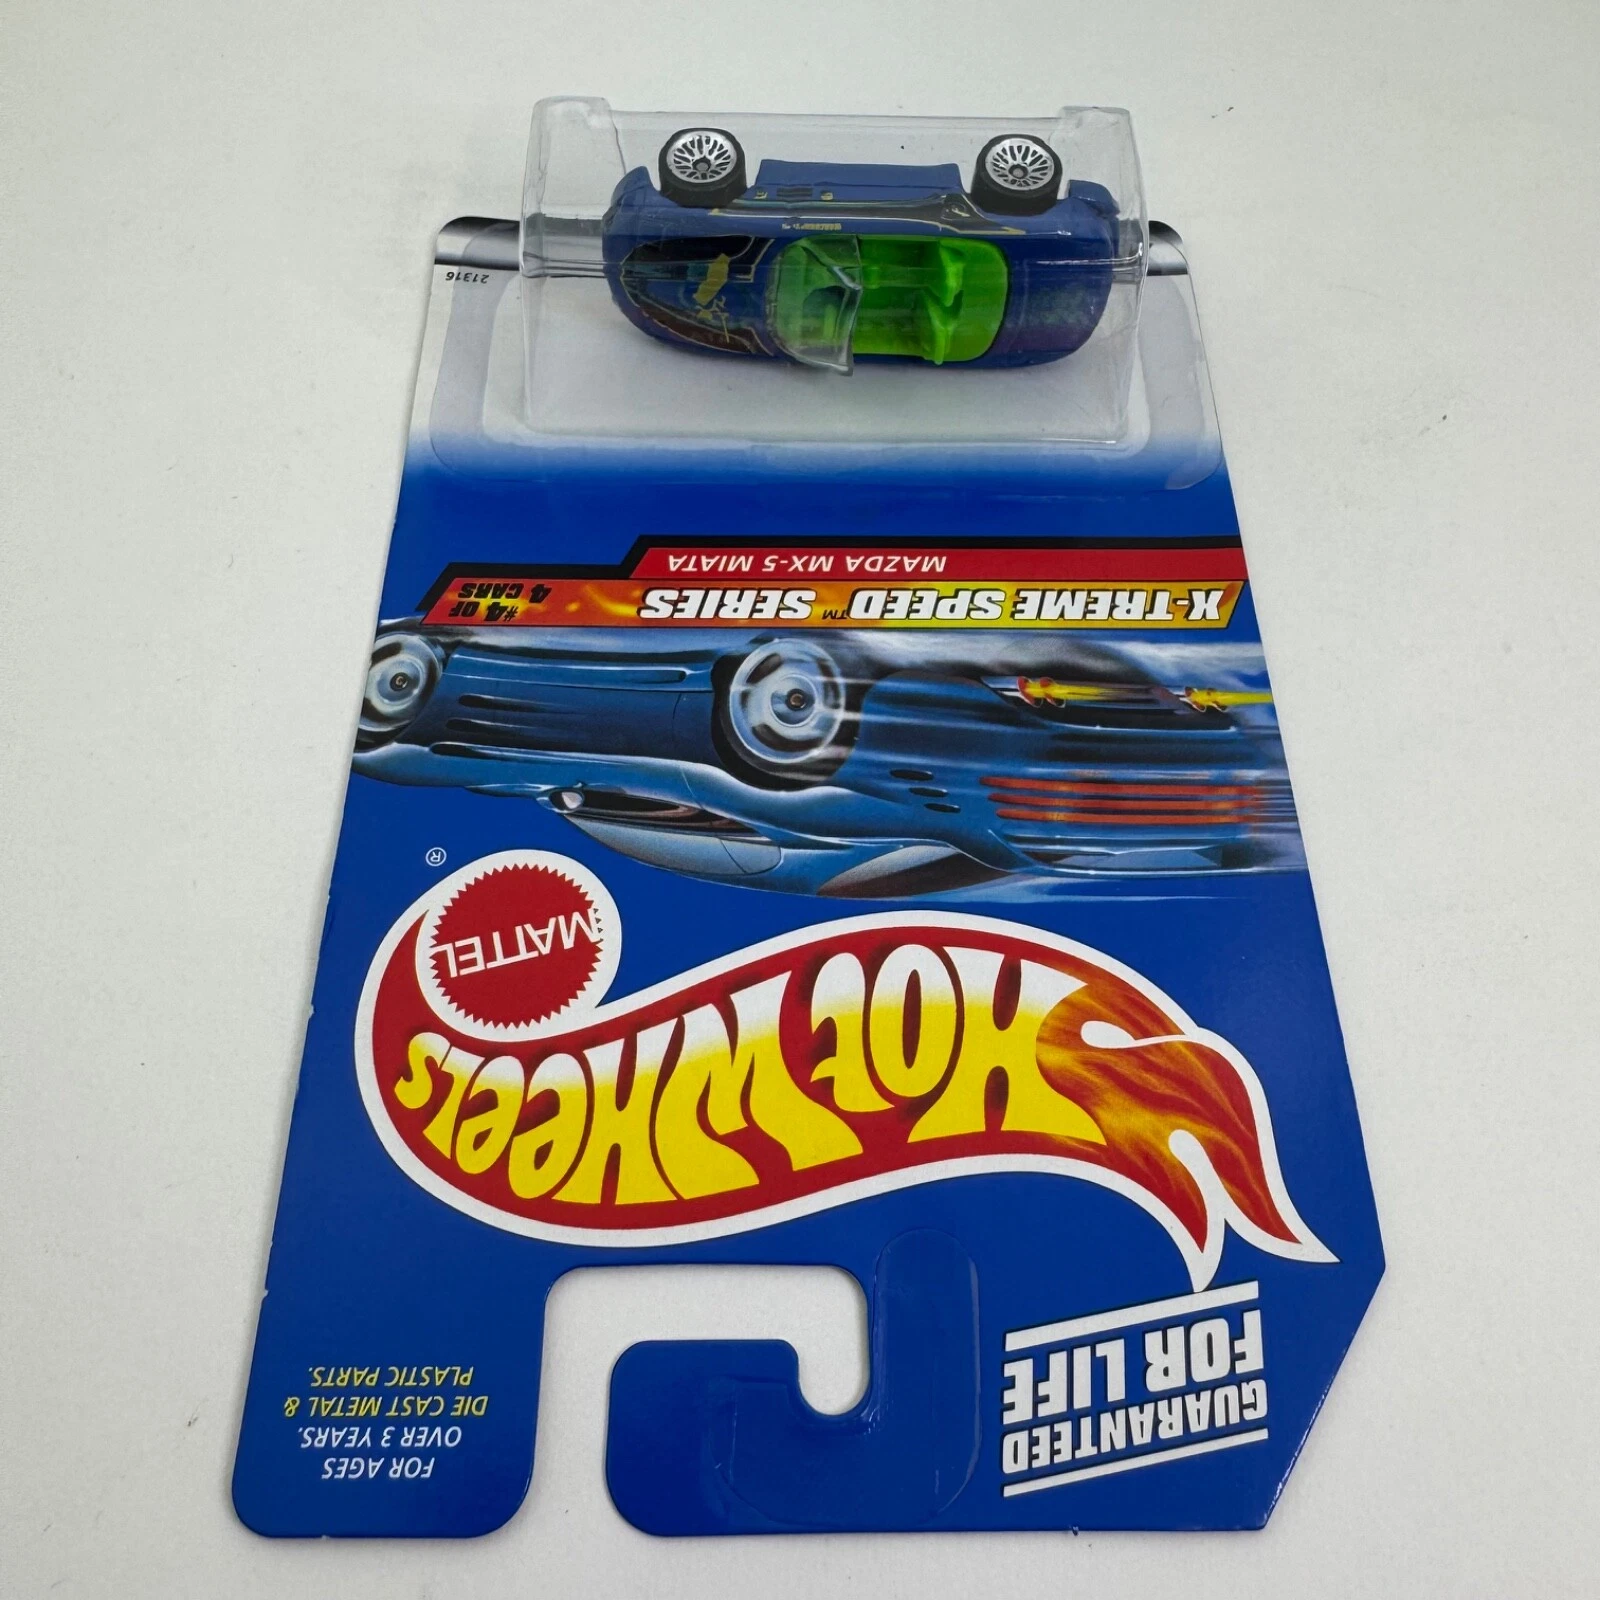 FOR AGES
OVER 3 YEARS.
DIE CAST METAL &
PLASTIC PARTS.
GUARANTEED
FOR LIFE
HOT WHEELS
MATTEL
®
X-TREME SPEED™ SERIES
#4 OF
4 CARS
MAZDA MX-5 MIATA
21316